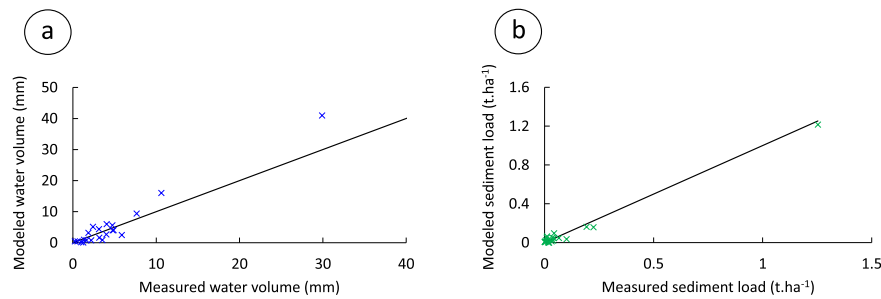 a
Modeled water volume (mm)
50
40
30
20
10
0
0 10 20 30 40
Measured water volume (mm)
b
Modeled sediment load (t.ha⁻¹)
1.6
1.2
0.8
0.4
0
0 0.5 1 1.5
Measured sediment load (t.ha⁻¹)